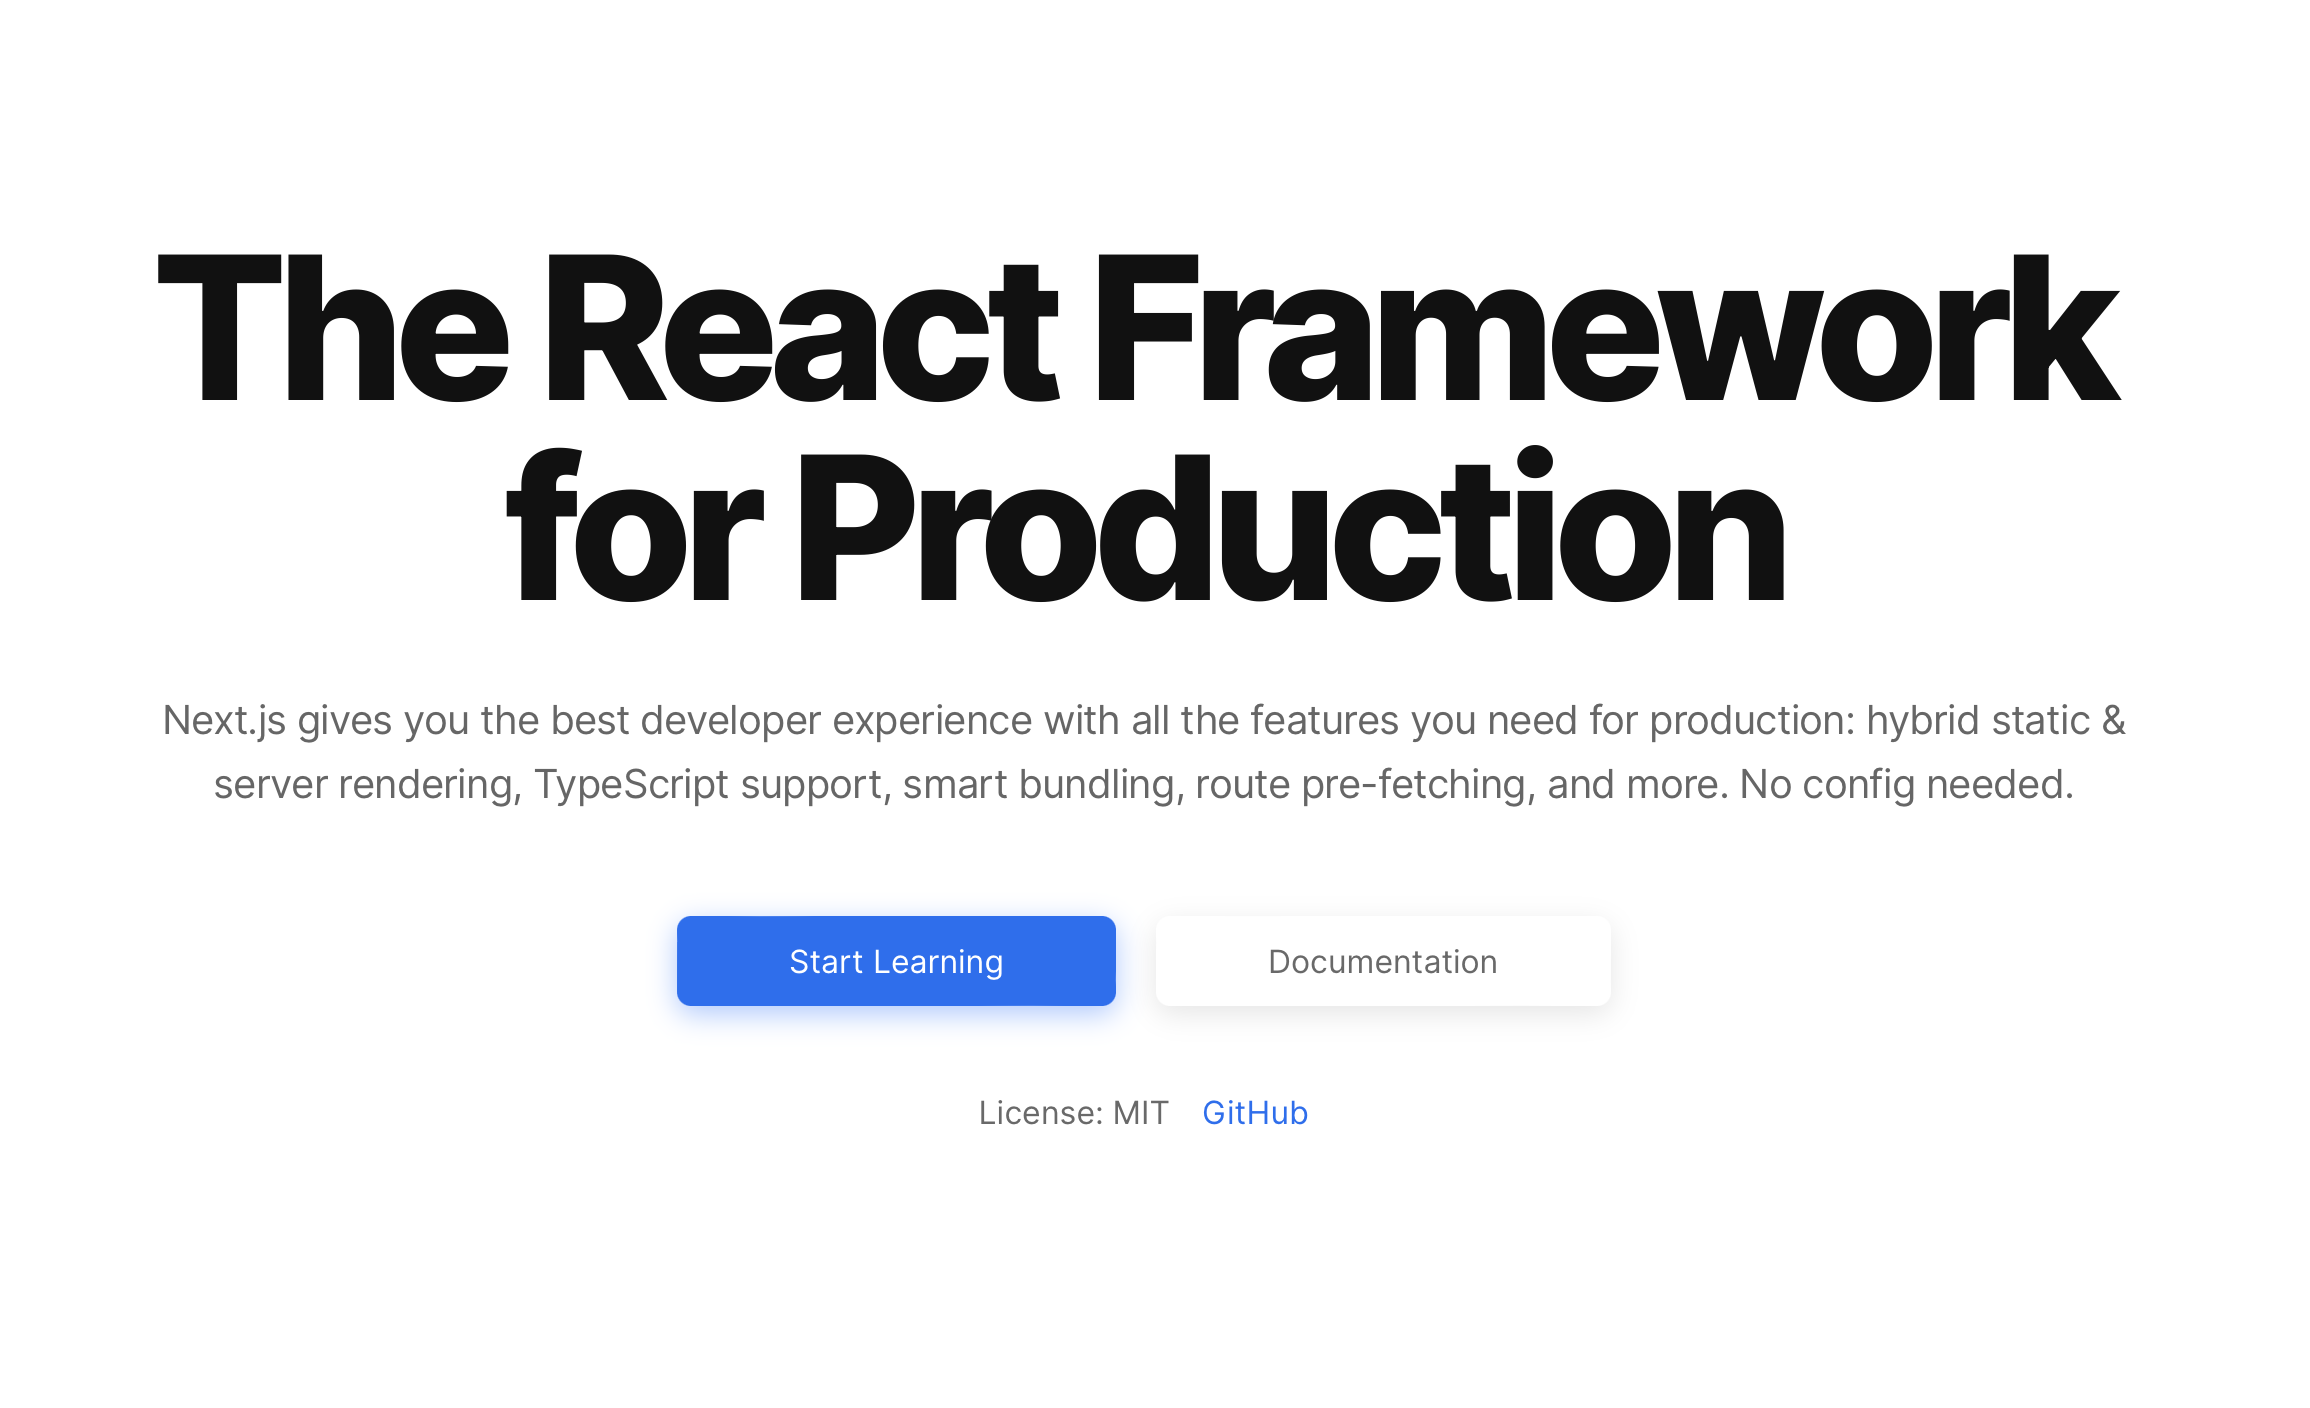 The React Framework
for Production
Next.js gives you the best developer experience with all the features you need for production: hybrid static &
server rendering, TypeScript support, smart bundling, route pre-fetching, and more. No config needed.
Start Learning
Documentation
License: MIT GitHub